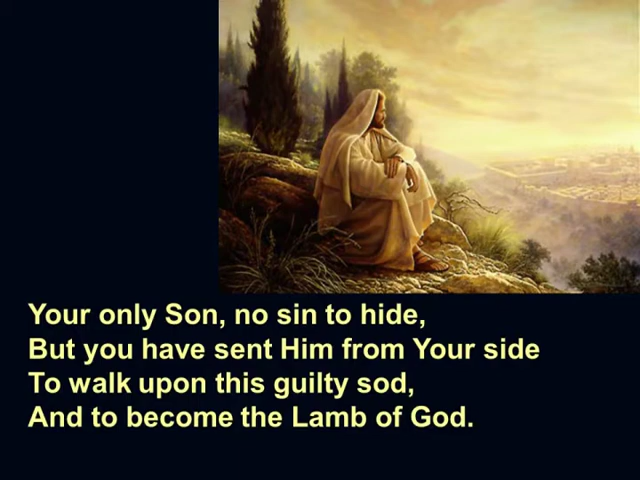 Your only Son, no sin to hide,
But you have sent Him from Your side
To walk upon this guilty sod,
And to become the Lamb of God.